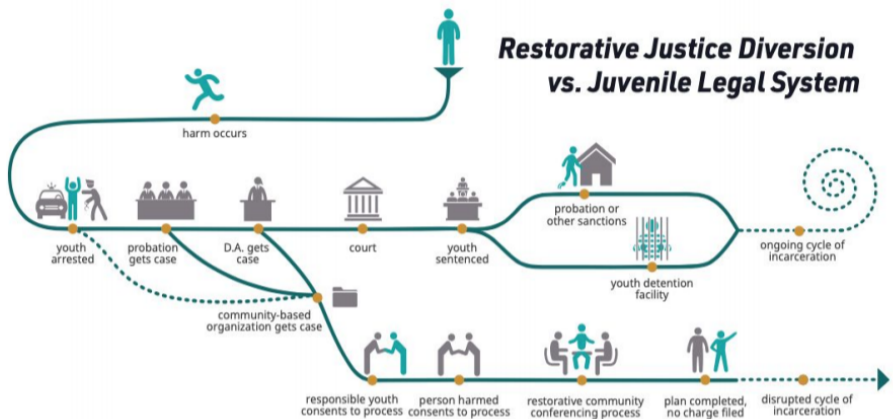 Restorative Justice Diversion
vs. Juvenile Legal System
harm occurs
youth
arrested
probation
gets case
D.A. gets
case
court
youth
sentenced
probation or
other sanctions
youth detention
facility
ongoing cycle of
incarceration
community-based
organization gets case
responsible youth
consents to process
person harmed
consents to process
restorative community
conferencing process
plan completed,
no charge filed
disrupted cycle of
incarceration